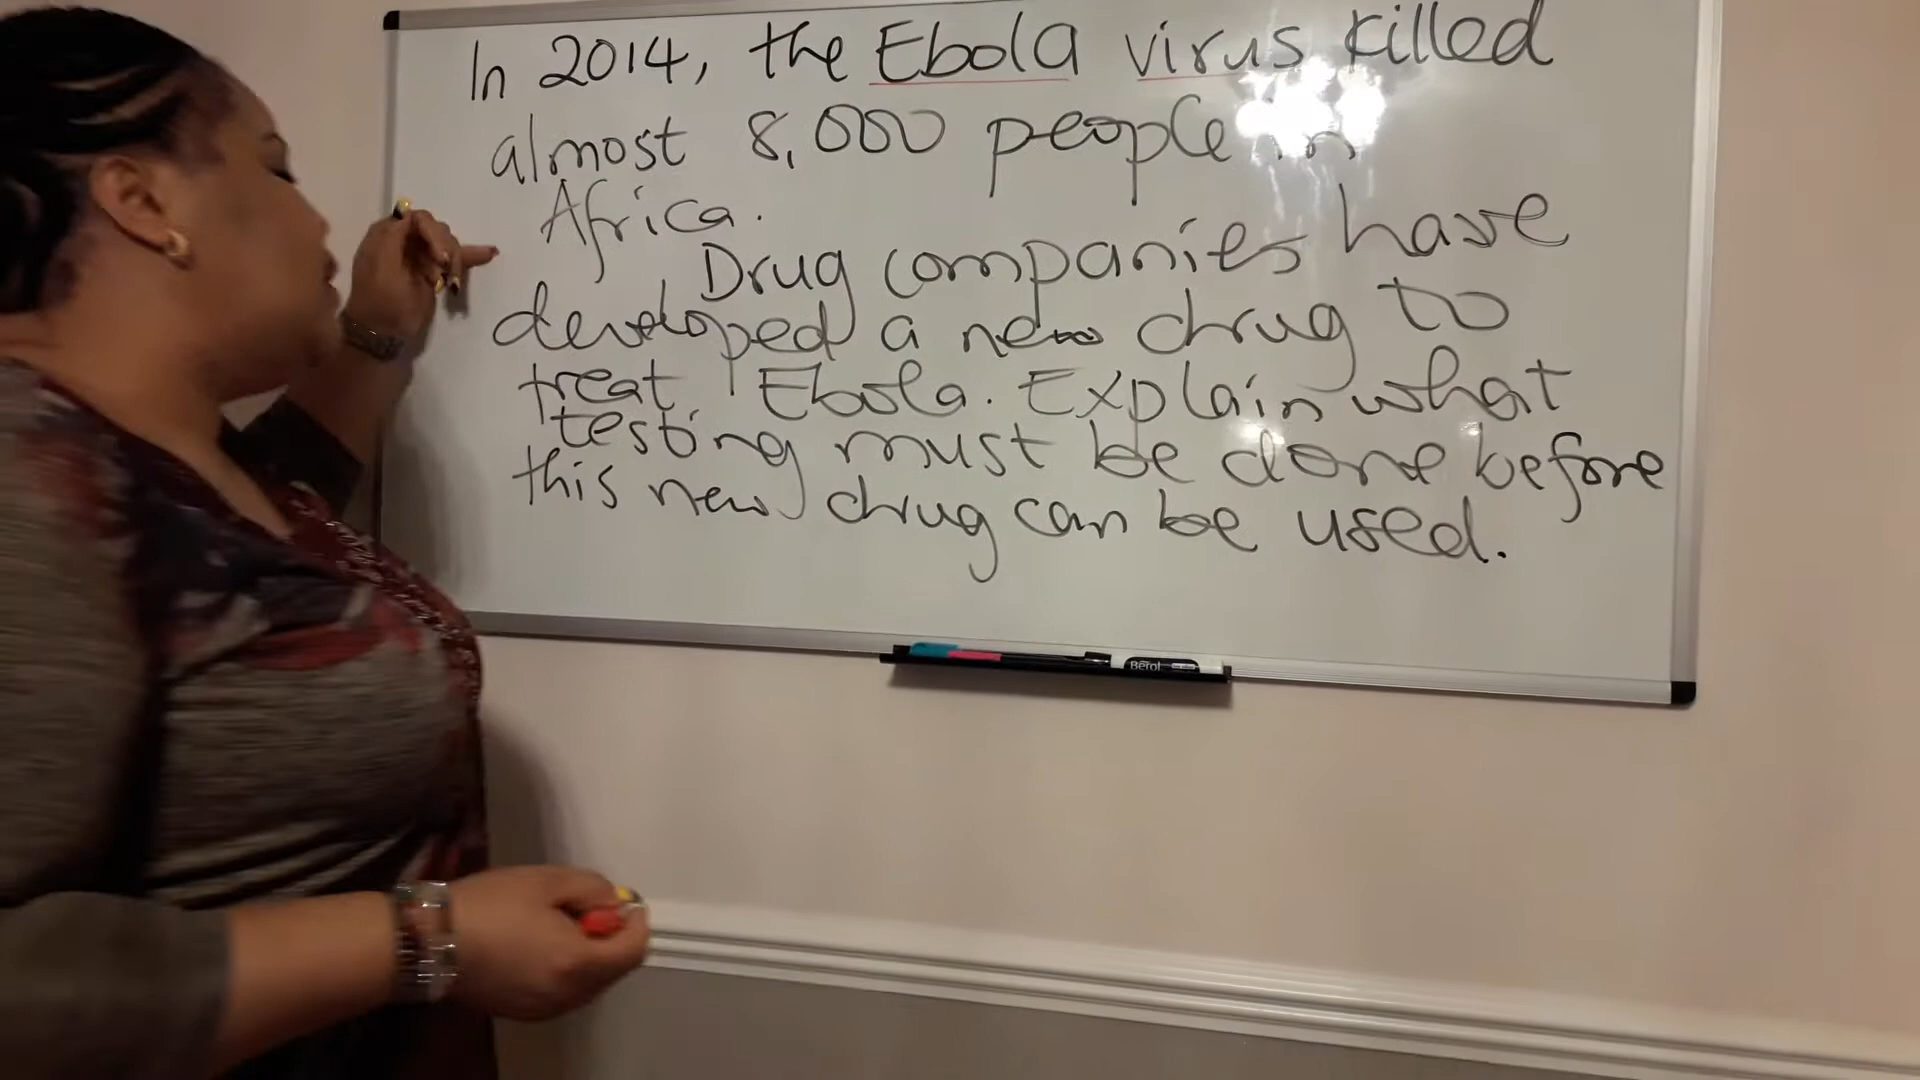 In 2014, the Ebola virus killed
almost 8,000 people in
Africa.
Drug companies have
developed a new drug to
treat Ebola. Explain what
testing must be done before
this new drug can be used.
Berol